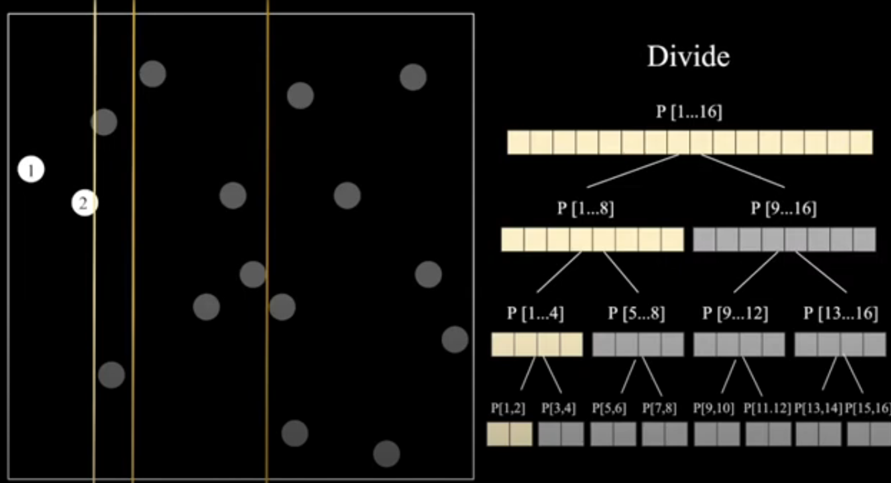 Divide
P [1...16]
P [1...8] P [9...16]
P [1...4] P [5...8] P [9...12] P [13...16]
P[1,2] P[3,4] P[5,6] P[7,8] P[9,10] P[11.12] P[13,14] P[15,16]
1
2